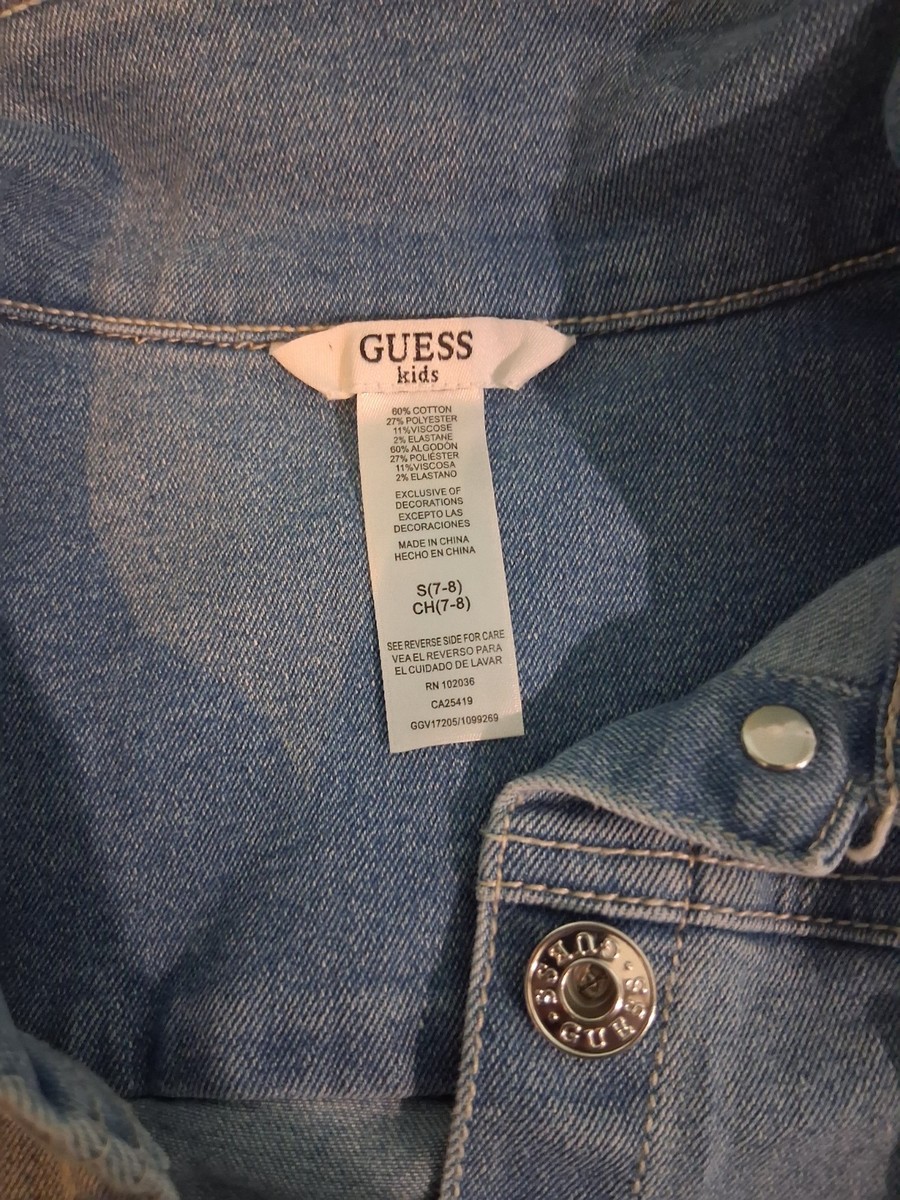 GUESS
kids
60% COTTON
27% POLYESTER
11%VISCOSE
2% ELASTANE
60% ALGODÓN
27% POLIÉSTER
11%VISCOSA
2% ELASTANO
EXCLUSIVE OF
DECORATIONS
EXCEPTO LAS
DECORACIONES
MADE IN CHINA
HECHO EN CHINA
S(7-8)
CH(7-8)
SEE REVERSE SIDE FOR CARE
VEA EL REVERSO PARA
EL CUIDADO DE LAVAR
RN 102036
CA25419
GGV17205/1099269
GUESS · GUESS ·